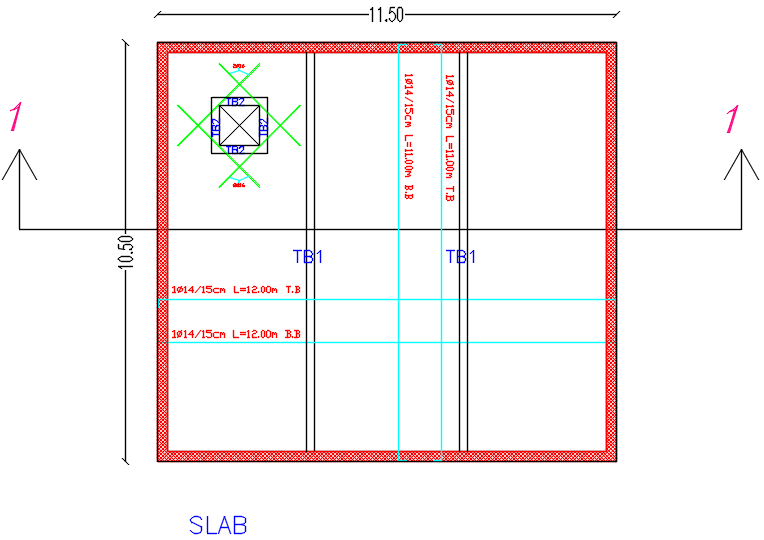 11.50
1
1
TB2
TB2
TB2
TB2
1Ø14/15cm L=11.00m B.B
1Ø14/15cm L=11.00m T.B
10.50
TB1
TB1
1Ø14/15cm L=12.00m T.B
1Ø14/15cm L=12.00m B.B
SLAB